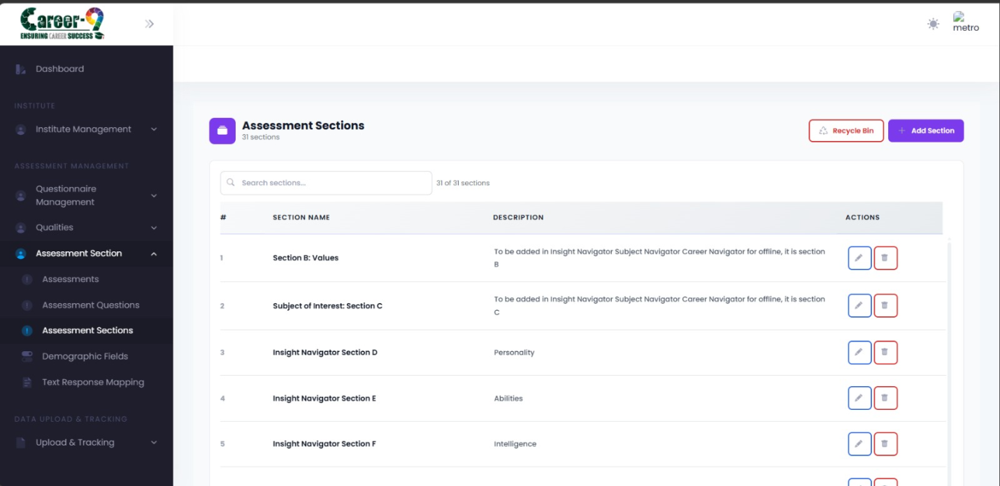 Career-9
ENSURING CAREER SUCCESS
metro
Dashboard
INSTITUTE
Institute Management
ASSESSMENT MANAGEMENT
Questionnaire
Management
Qualities
Assessment Section
Assessments
Assessment Questions
Assessment Sections
Demographic Fields
Text Response Mapping
DATA UPLOAD & TRACKING
Upload & Tracking
Assessment Sections
31 sections
Recycle Bin
Add Section
Search sections...
31 of 31 sections
# SECTION NAME DESCRIPTION ACTIONS
1 Section B: Values To be added in Insight Navigator Subject Navigator Career Navigator for offline, it is section
B
2 Subject of Interest: Section C To be added in Insight Navigator Subject Navigator Career Navigator for offline, it is section
C
3 Insight Navigator Section D Personality
4 Insight Navigator Section E Abilities
5 Insight Navigator Section F Intelligence